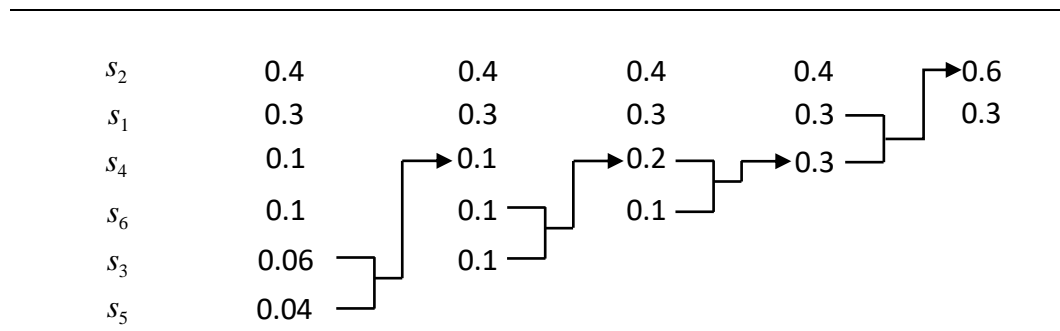 s₂ 0.4 0.4 0.4 0.4 0.6
s₁ 0.3 0.3 0.3 0.3 0.3
s₄ 0.1 0.1 0.2 0.3
s₆ 0.1 0.1 0.1
s₃ 0.06 0.1
s₅ 0.04